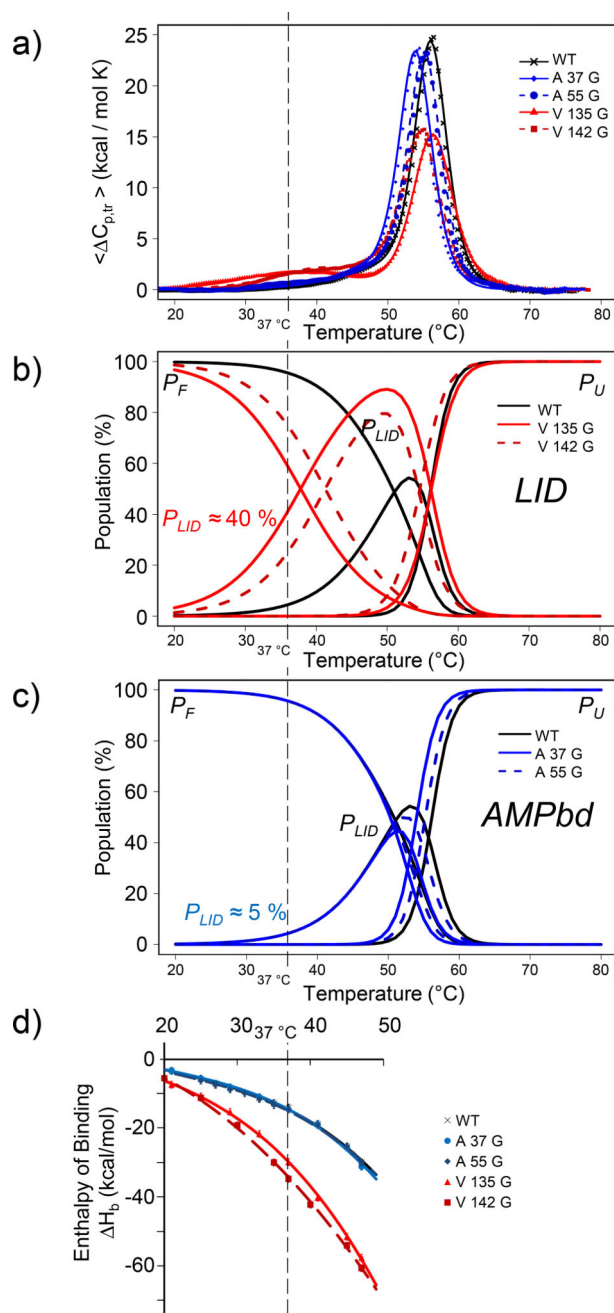 a)
<ΔCp,tr> (kcal / mol K)
30
25
20
15
10
5
0
WT
A 37 G
A 55 G
V 135 G
V 142 G
20 30 40 50 60 70 80
37 °C
Temperature (°C)
b)
Population (%)
100
80
60
40
20
0
PF
PU
PLID
WT
V 135 G
V 142 G
LID
PLID ≈ 40 %
20 30 40 50 60 70 80
37 °C
Temperature (°C)
c)
Population (%)
100
80
60
40
20
0
PF
PU
WT
A 37 G
A 55 G
PLID
AMPbd
PLID ≈ 5 %
20 30 40 50 60 70 80
37 °C
Temperature (°C)
d)
20 30 37 °C 40 50
Enthalpy of Binding
ΔHb (kcal/mol)
0
-20
-40
-60
WT
A 37 G
A 55 G
V 135 G
V 142 G